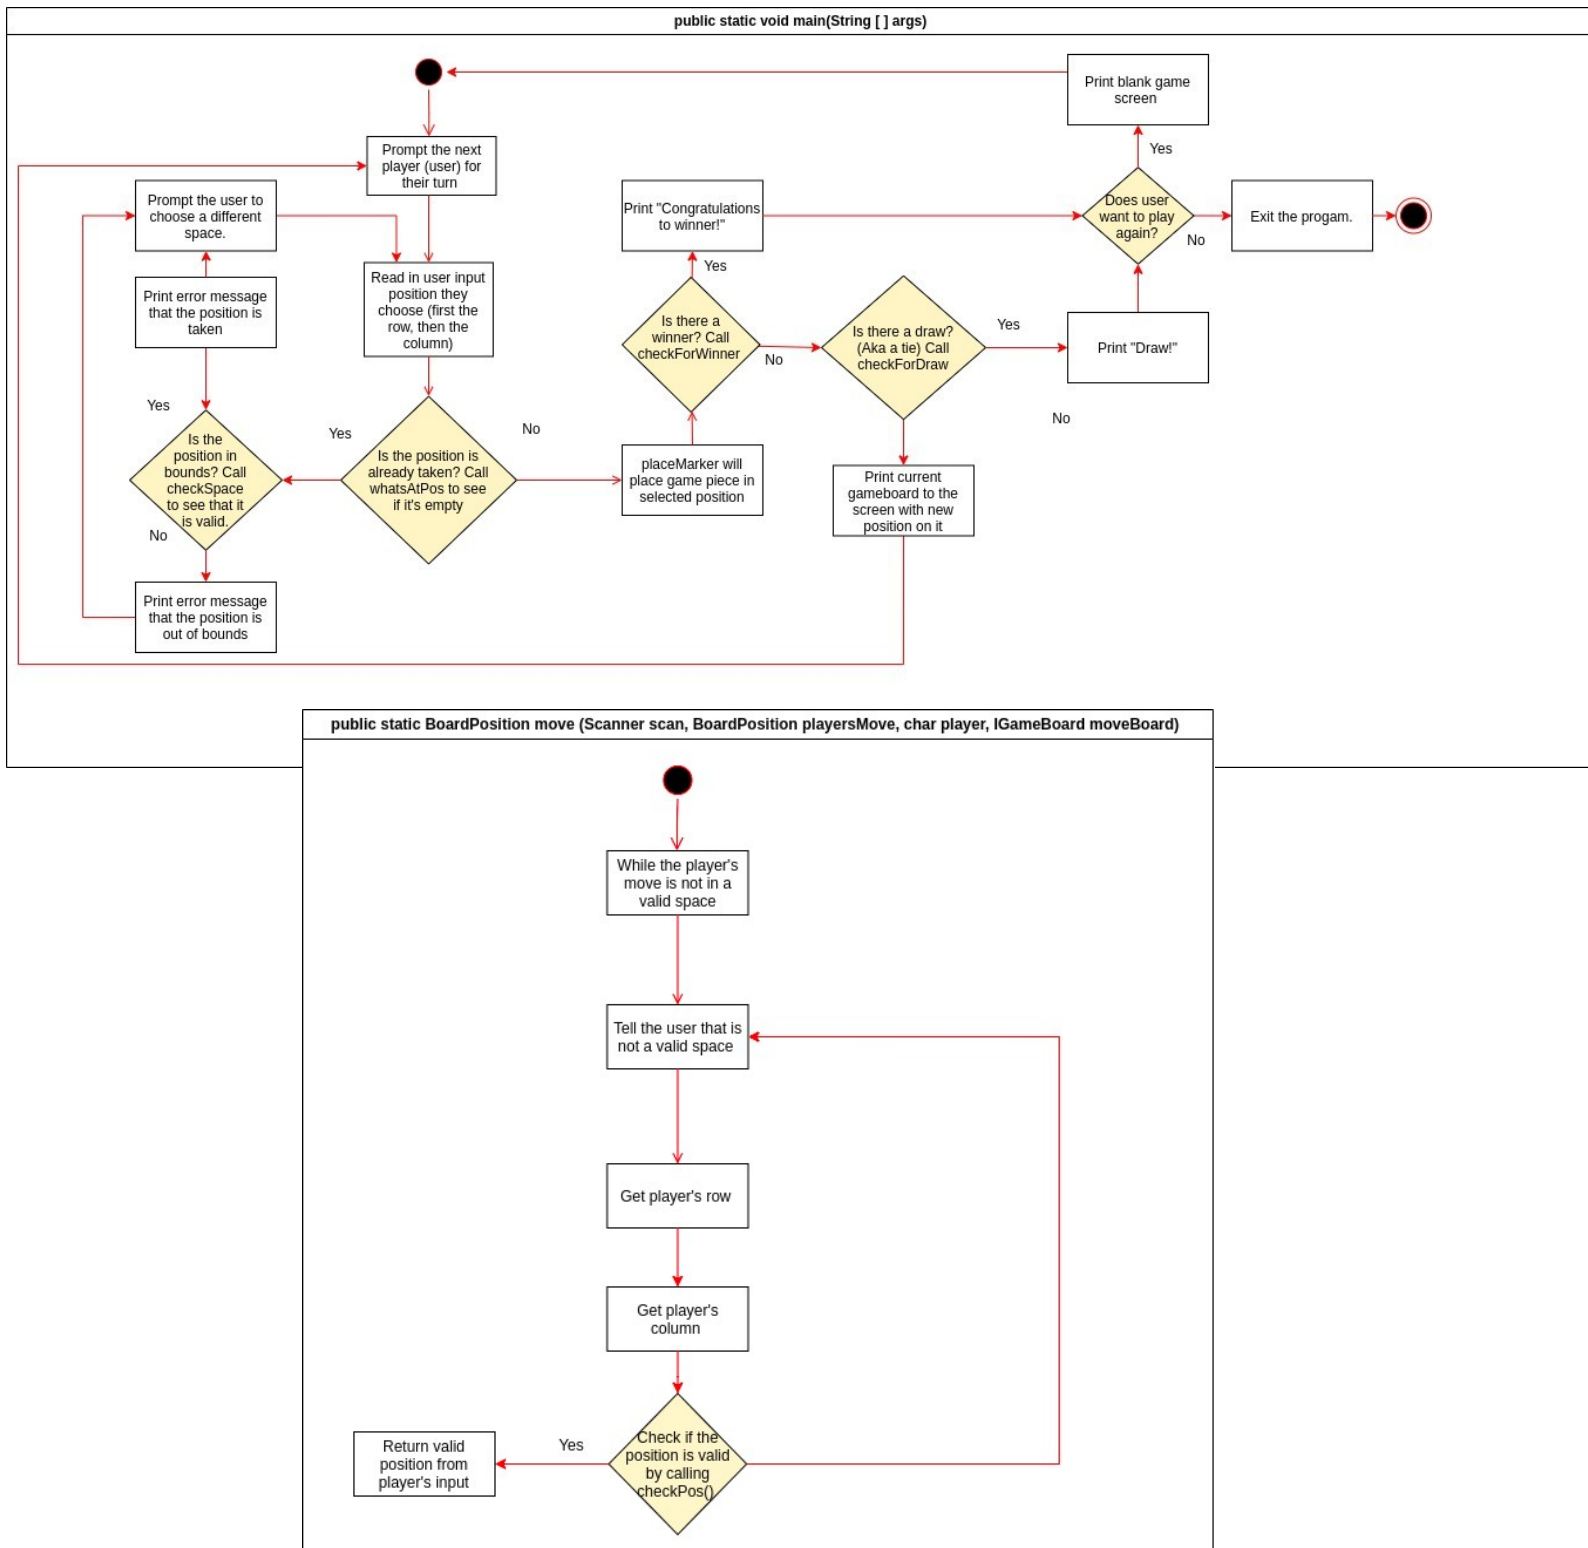 public static void main(String [ ] args)
Print blank game
screen
Yes
Prompt the next
player (user) for
their turn
Prompt the user to
choose a different
space.
Print "Congratulations
to winner!"
Does user
want to play
again?
No
Exit the progam.
Print error message
that the position is
taken
Read in user input
position they
choose (first the
row, then the
column)
Yes
Is there a
winner? Call
checkForWinner
No
Is there a draw?
(Aka a tie) Call
checkForDraw
Yes
Print "Draw!"
Yes
Is the
position in
bounds? Call
checkSpace
to see that it
is valid.
No
Yes
Is the position is
already taken? Call
whatsAtPos to see
if it's empty
No
placeMarker will
place game piece in
selected position
No
Print current
gameboard to the
screen with new
position on it
Print error message
that the position is
out of bounds
public static BoardPosition move (Scanner scan, BoardPosition playersMove, char player, IGameBoard moveBoard)
While the player's
move is not in a
valid space
Tell the user that is
not a valid space
Get player's row
Get player's
column
Check if the
position is valid
by calling
checkPos()
Yes
Return valid
position from
player's input